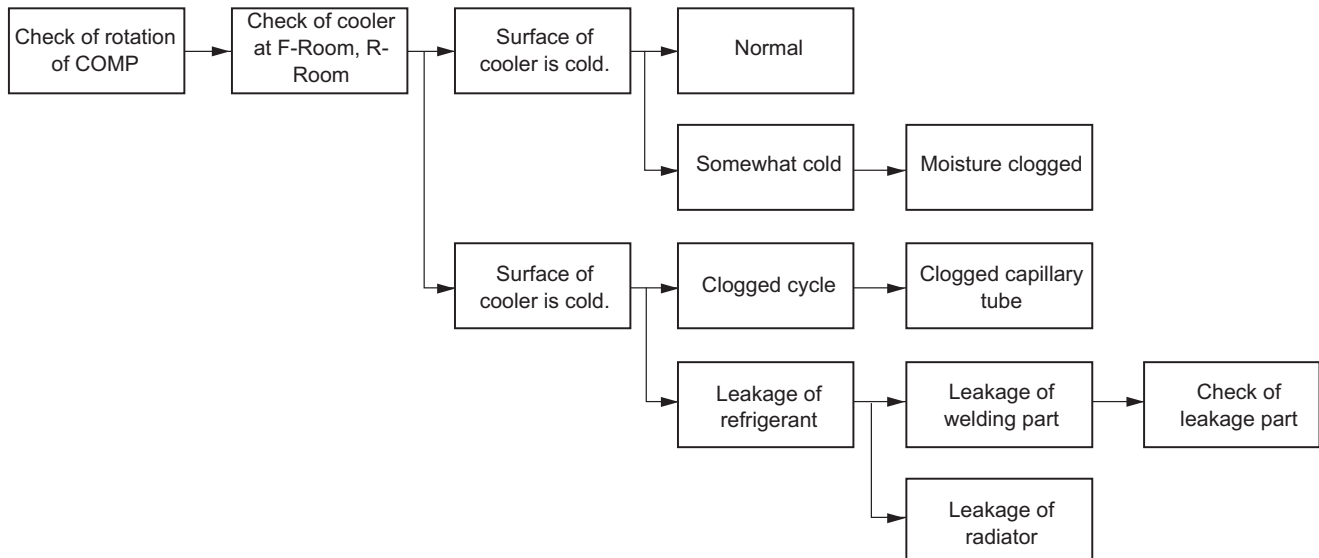 Check of rotation
of COMP
Check of cooler
at F-Room, R-
Room
Surface of
cooler is cold.
Normal
Somewhat cold
Moisture clogged
Surface of
cooler is cold.
Clogged cycle
Clogged capillary
tube
Leakage of
refrigerant
Leakage of
welding part
Check of
leakage part
Leakage of
radiator